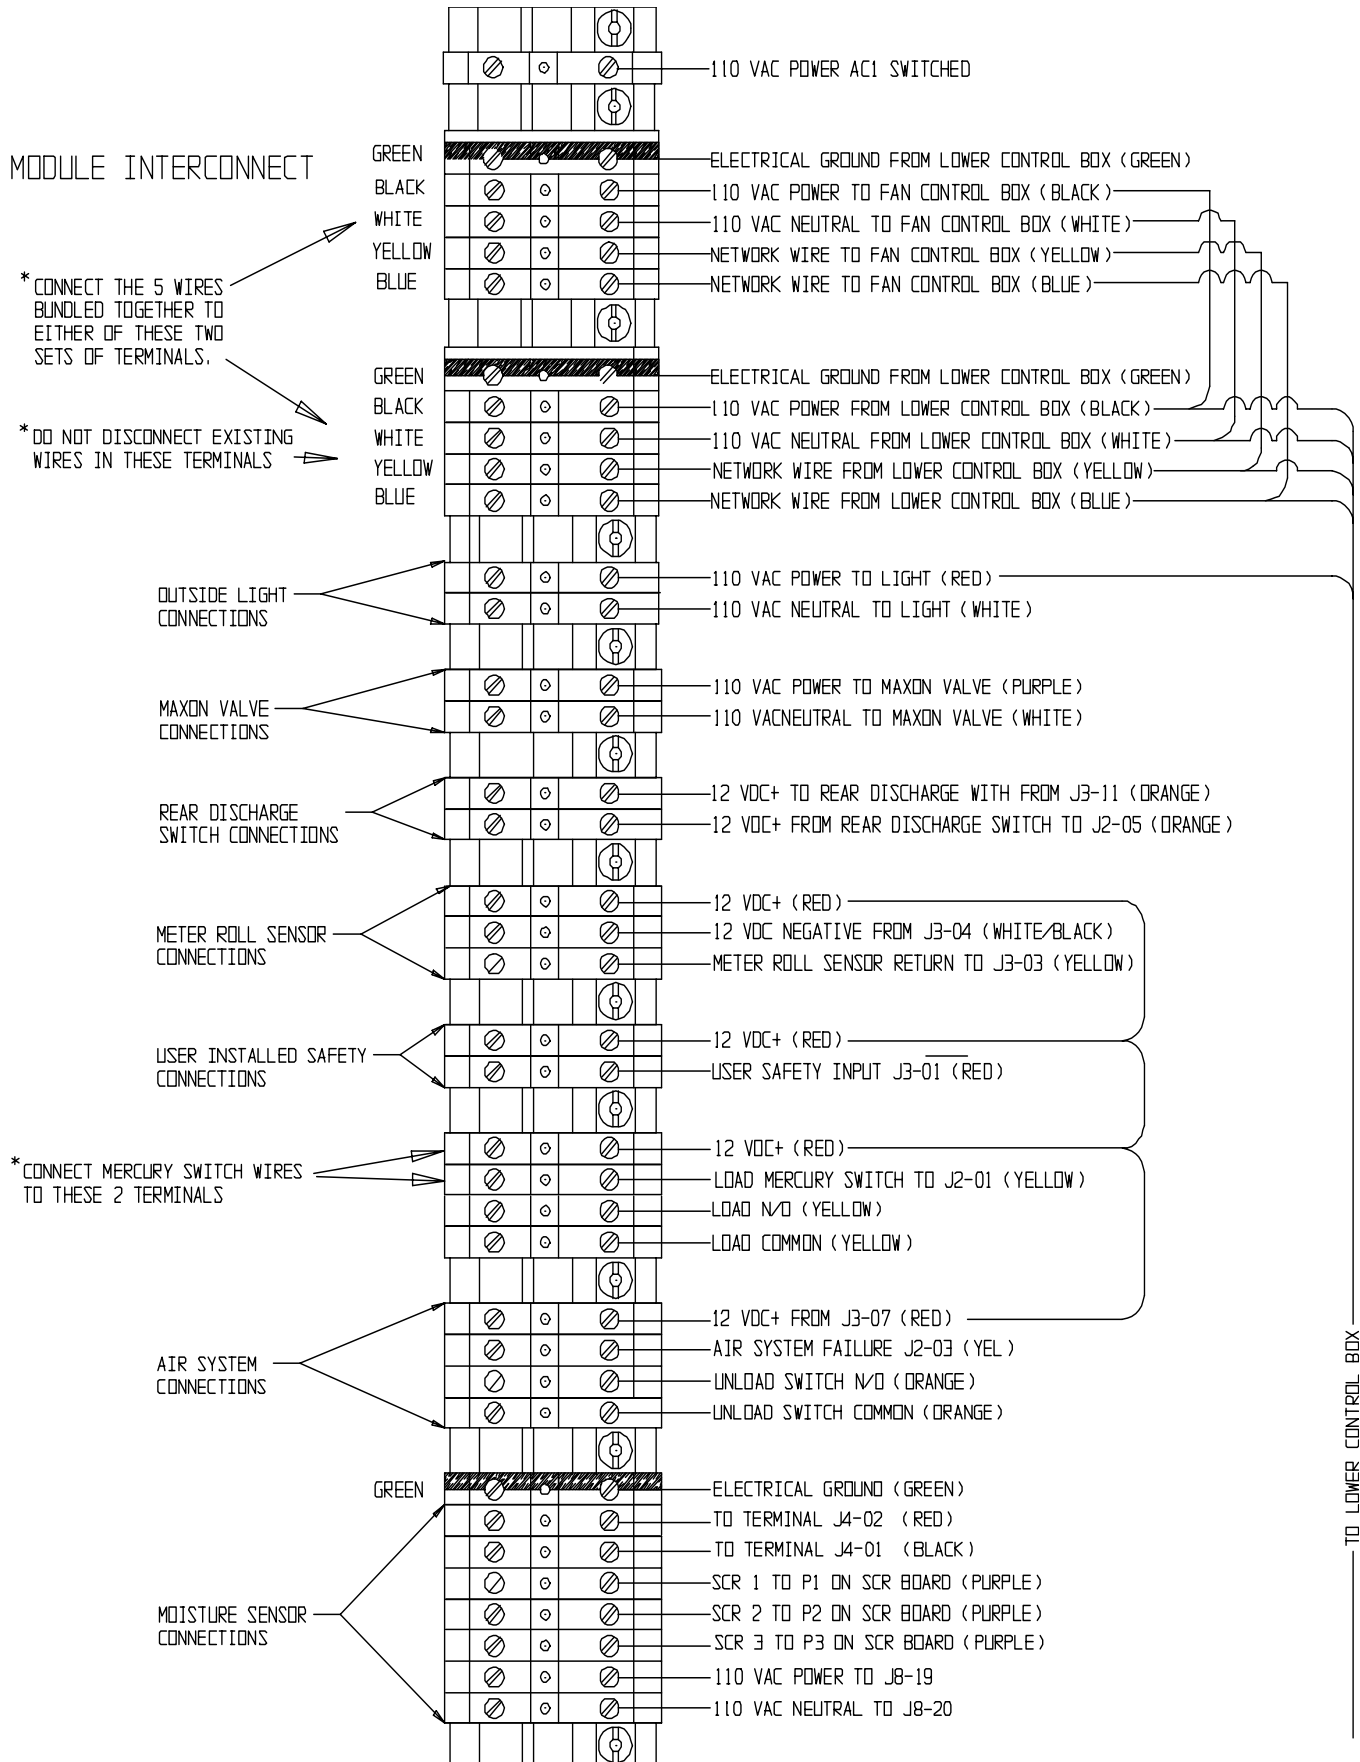 110 VAC POWER AC1 SWITCHED
MODULE INTERCONNECT
GREEN
ELECTRICAL GROUND FROM LOWER CONTROL BOX (GREEN)
BLACK
110 VAC POWER TO FAN CONTROL BOX (BLACK)
WHITE
110 VAC NEUTRAL TO FAN CONTROL BOX (WHITE)
YELLOW
NETWORK WIRE TO FAN CONTROL BOX (YELLOW)
BLUE
NETWORK WIRE TO FAN CONTROL BOX (BLUE)
* CONNECT THE 5 WIRES
BUNDLED TOGETHER TO
EITHER OF THESE TWO
SETS OF TERMINALS.
GREEN
ELECTRICAL GROUND FROM LOWER CONTROL BOX (GREEN)
BLACK
110 VAC POWER FROM LOWER CONTROL BOX (BLACK)
WHITE
110 VAC NEUTRAL FROM LOWER CONTROL BOX (WHITE)
YELLOW
NETWORK WIRE FROM LOWER CONTROL BOX (YELLOW)
BLUE
NETWORK WIRE FROM LOWER CONTROL BOX (BLUE)
* DO NOT DISCONNECT EXISTING
WIRES IN THESE TERMINALS
OUTSIDE LIGHT
CONNECTIONS
110 VAC POWER TO LIGHT (RED)
110 VAC NEUTRAL TO LIGHT (WHITE)
MAXON VALVE
CONNECTIONS
110 VAC POWER TO MAXON VALVE (PURPLE)
110 VACNEUTRAL TO MAXON VALVE (WHITE)
REAR DISCHARGE
SWITCH CONNECTIONS
12 VDC+ TO REAR DISCHARGE WITH FROM J3-11 (ORANGE)
12 VDC+ FROM REAR DISCHARGE SWITCH TO J2-05 (ORANGE)
METER ROLL SENSOR
CONNECTIONS
12 VDC+ (RED)
12 VDC NEGATIVE FROM J3-04 (WHITE/BLACK)
METER ROLL SENSOR RETURN TO J3-03 (YELLOW)
USER INSTALLED SAFETY
CONNECTIONS
12 VDC+ (RED)
USER SAFETY INPUT J3-01 (RED)
* CONNECT MERCURY SWITCH WIRES
TO THESE 2 TERMINALS
12 VDC+ (RED)
LOAD MERCURY SWITCH TO J2-01 (YELLOW)
LOAD N/O (YELLOW)
LOAD COMMON (YELLOW)
AIR SYSTEM
CONNECTIONS
12 VDC+ FROM J3-07 (RED)
AIR SYSTEM FAILURE J2-03 (YEL)
UNLOAD SWITCH N/O (ORANGE)
UNLOAD SWITCH COMMON (ORANGE)
GREEN
ELECTRICAL GROUND (GREEN)
MOISTURE SENSOR
CONNECTIONS
TO TERMINAL J4-02 (RED)
TO TERMINAL J4-01 (BLACK)
SCR 1 TO P1 ON SCR BOARD (PURPLE)
SCR 2 TO P2 ON SCR BOARD (PURPLE)
SCR 3 TO P3 ON SCR BOARD (PURPLE)
110 VAC POWER TO J8-19
110 VAC NEUTRAL TO J8-20
TO LOWER CONTROL BOX